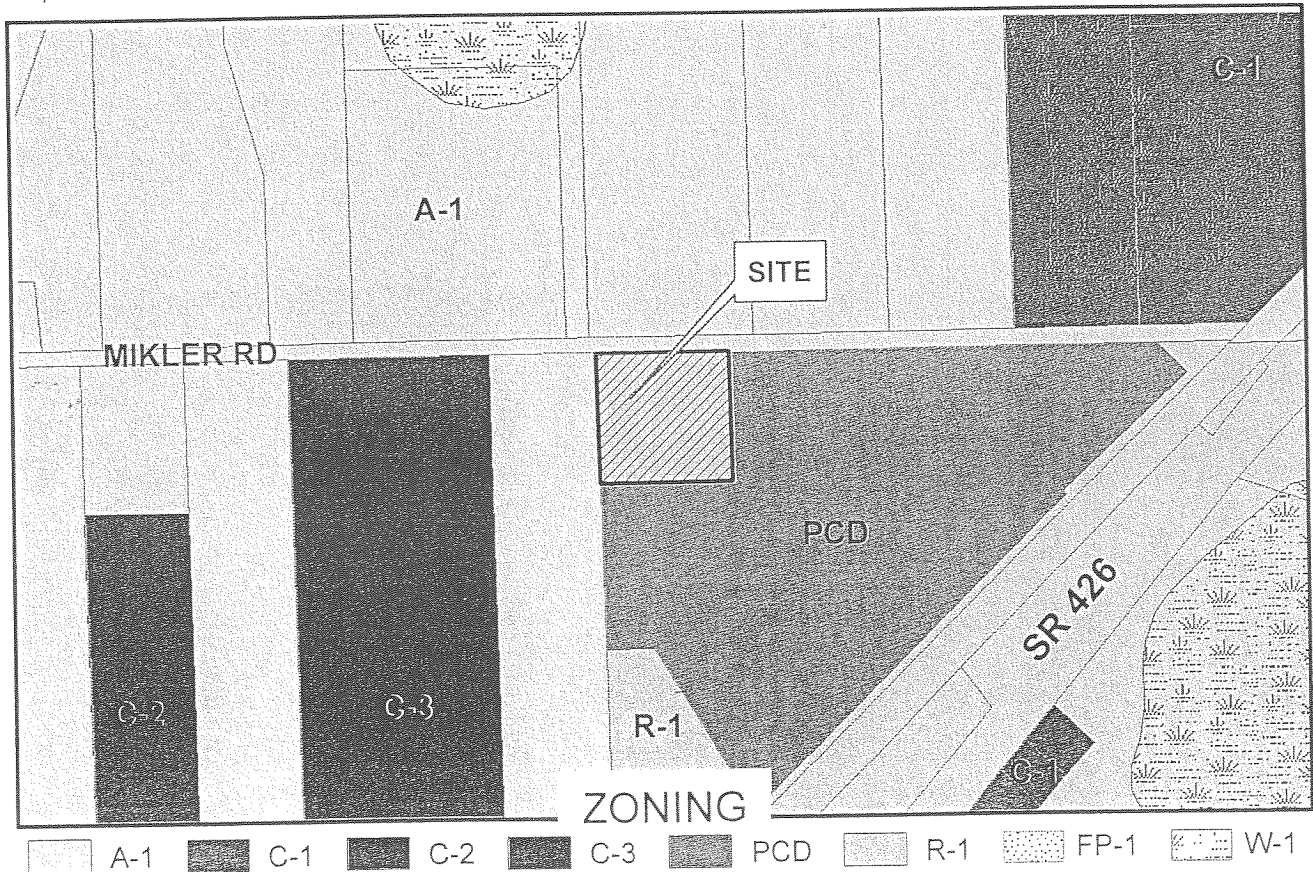 C-1
A-1
SITE
MIKLER RD
PCD
SR 426
C-2
C-3
R-1
C-1
ZONING
A-1 C-1 C-2 C-3 PCD R-1 FP-1 W-1